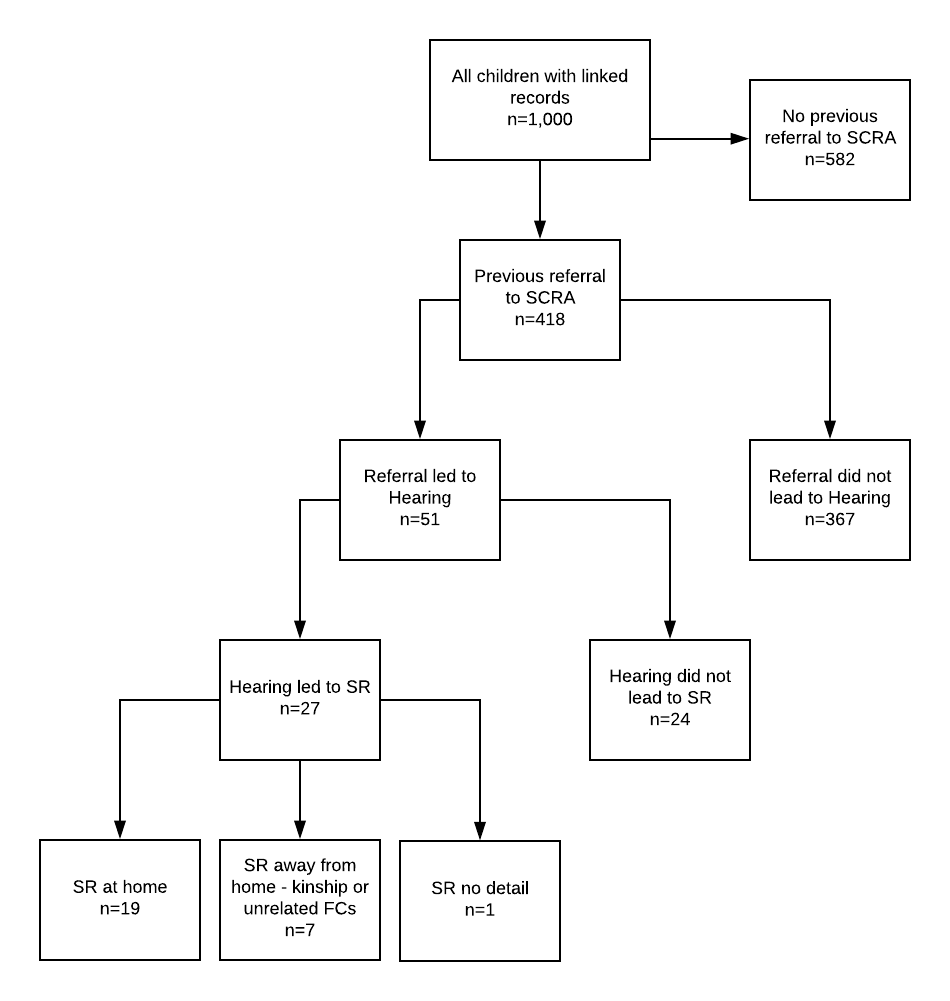 All children with linked
records
n=1,000
No previous
referral to SCRA
n=582
Previous referral
to SCRA
n=418
Referral led to
Hearing
n=51
Referral did not
lead to Hearing
n=367
Hearing led to SR
n=27
Hearing did not
lead to SR
n=24
SR at home
n=19
SR away from
home - kinship or
unrelated FCs
n=7
SR no detail
n=1